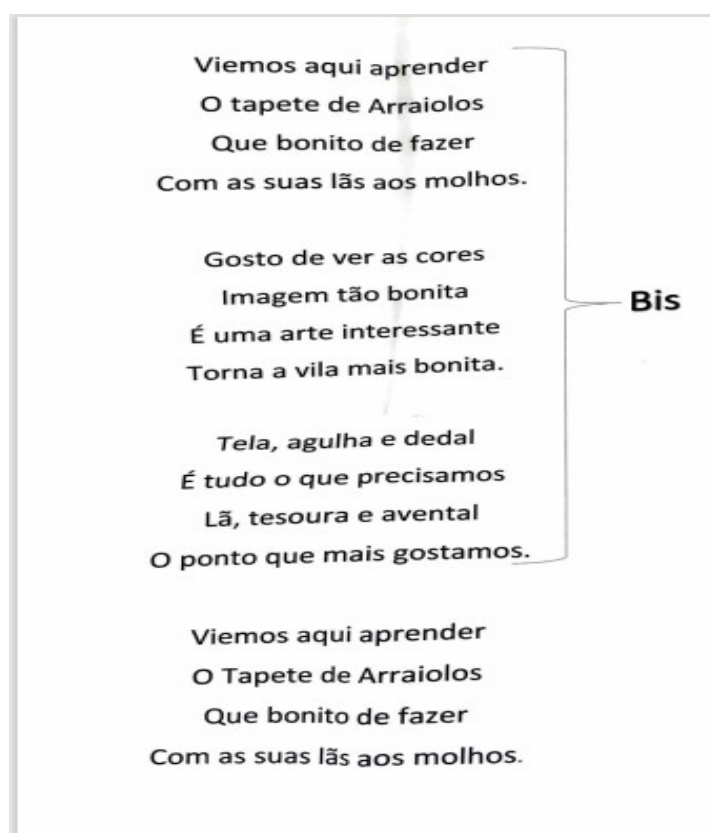 Viemos aqui aprender
O tapete de Arraiolos
Que bonito de fazer
Com as suas lãs aos molhos.
Gosto de ver as cores
Imagem tão bonita
É uma arte interessante
Torna a vila mais bonita.
Bis
Tela, agulha e dedal
É tudo o que precisamos
Lã, tesoura e avental
O ponto que mais gostamos.
Viemos aqui aprender
O Tapete de Arraiolos
Que bonito de fazer
Com as suas lãs aos molhos.